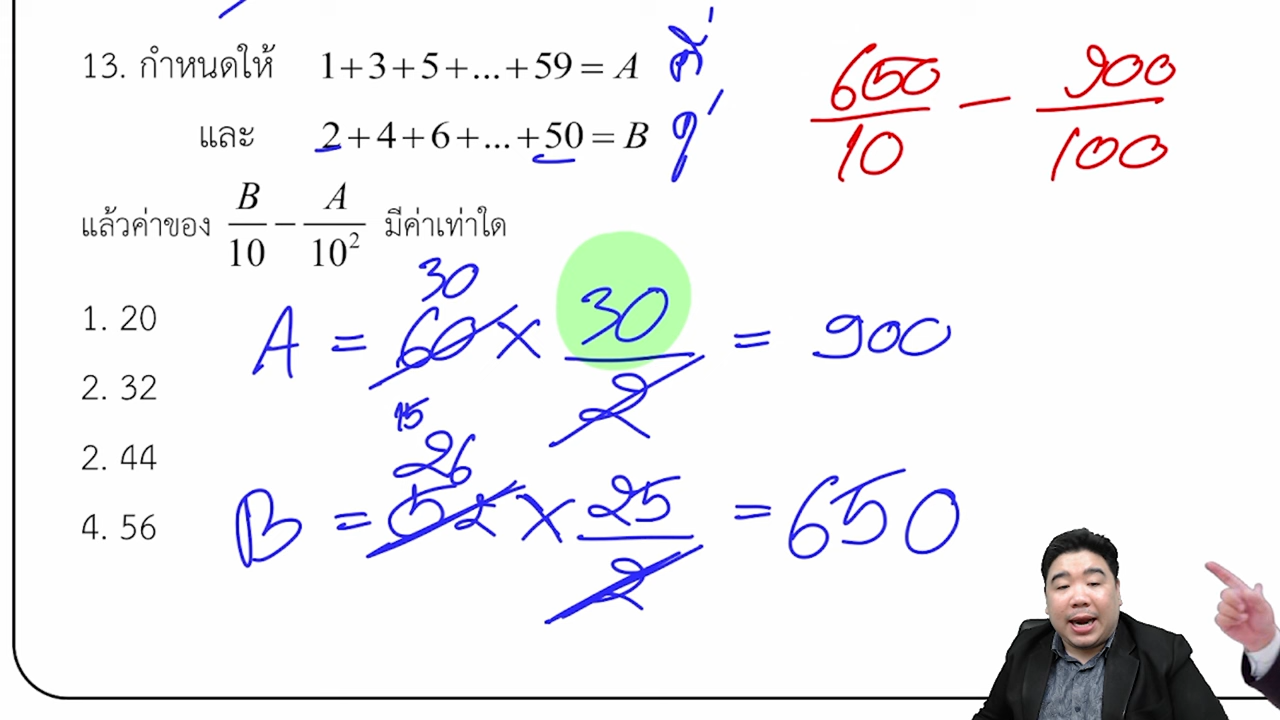 13. กำหนดให้ 1+3+5+...+59 = A คี่
และ 2+4+6+...+50 = B คู่
แล้วค่าของ B/10 − A/10² มีค่าเท่าใด
1. 20
2. 32
2. 44
4. 56
650/10 − 900/100
30
A = 60 × 30/2 = 900
15
26
B = 52 × 25/2 = 650